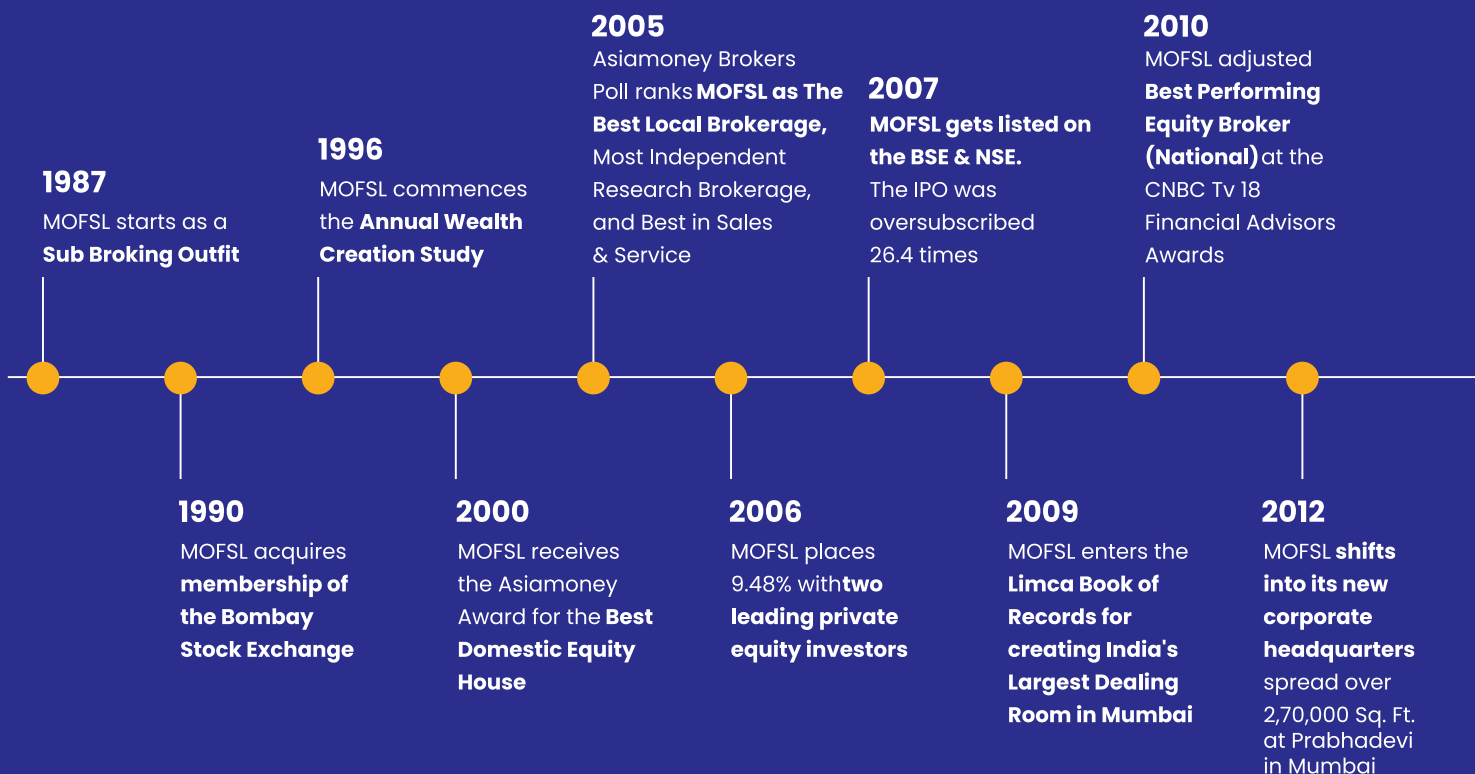 1987
MOFSL starts as a
Sub Broking Outfit
1990
MOFSL acquires
membership of
the Bombay
Stock Exchange
1996
MOFSL commences
the Annual Wealth
Creation Study
2000
MOFSL receives
the Asiamoney
Award for the Best
Domestic Equity
House
2005
Asiamoney Brokers
Poll ranks MOFSL as The
Best Local Brokerage,
Most Independent
Research Brokerage,
and Best in Sales
& Service
2006
MOFSL places
9.48% with two
leading private
equity investors
2007
MOFSL gets listed on
the BSE & NSE.
The IPO was
oversubscribed
26.4 times
2009
MOFSL enters the
Limca Book of
Records for
creating India's
Largest Dealing
Room in Mumbai
2010
MOFSL adjusted
Best Performing
Equity Broker
(National) at the
CNBC Tv 18
Financial Advisors
Awards
2012
MOFSL shifts
into its new
corporate
headquarters
spread over
2,70,000 Sq. Ft.
at Prabhadevi
in Mumbai